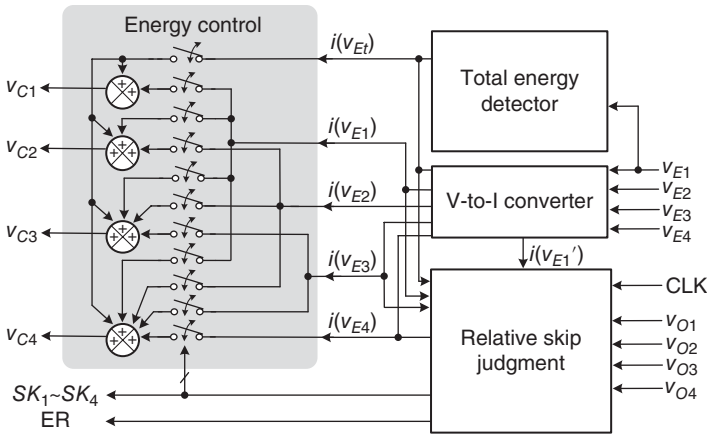 Energy control
i(vEt)
Total energy
detector
vC1
vC2
vC3
vC4
i(vE1)
i(vE2)
i(vE3)
i(vE4)
V-to-I converter
vE1
vE2
vE3
vE4
i(vE1′)
CLK
Relative skip
judgment
vO1
vO2
vO3
vO4
SK1~SK4
ER